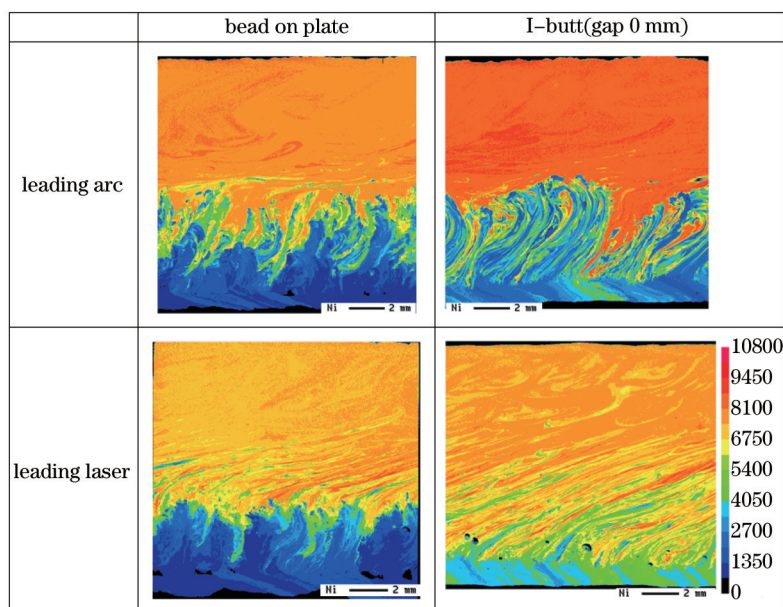 bead on plate
I-butt(gap 0 mm)
leading arc
Ni 2 mm
Ni 2 mm
leading laser
10800
9450
8100
6750
5400
4050
2700
1350
0
Ni 2 mm
Ni 2 mm